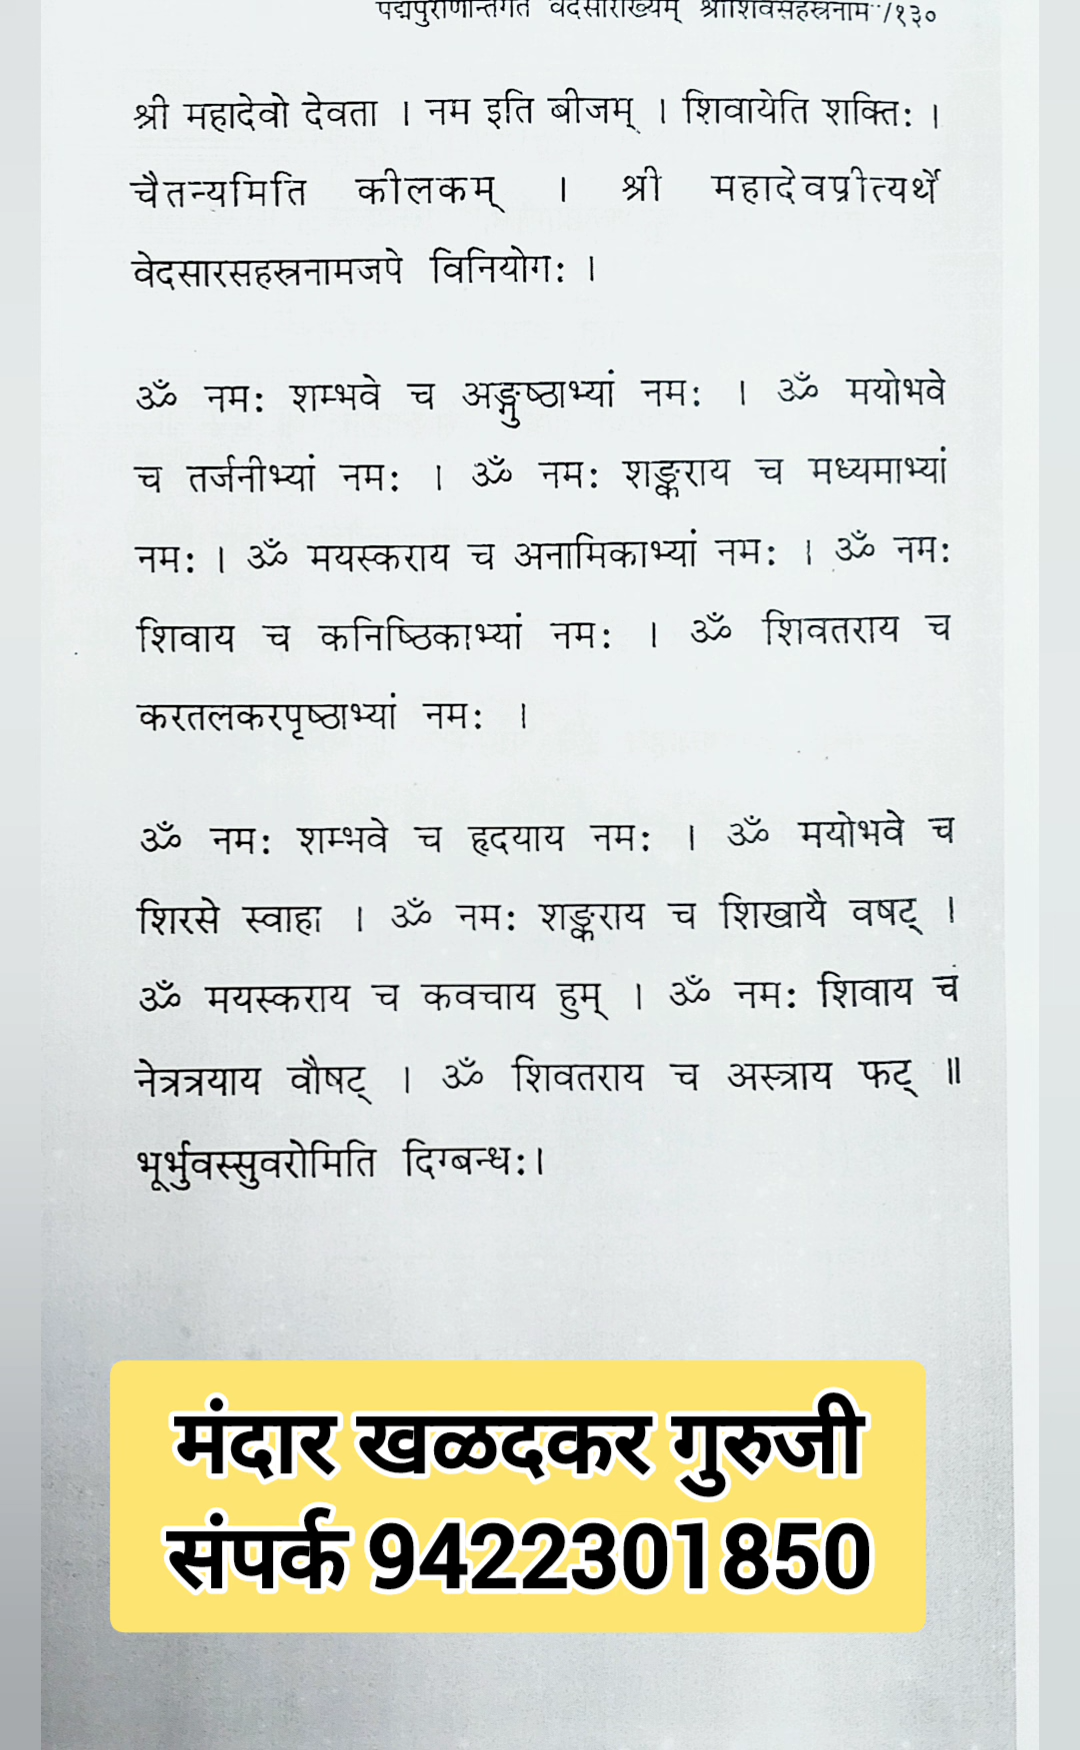 पद्मपुराणान्तर्गत वेदसाराख्यम् श्रीशिवसहस्रनाम /१३०
श्री महादेवो देवता । नम इति बीजम् । शिवायेति शक्तिः ।
चैतन्यमिति कीलकम् । श्री महादेवप्रीत्यर्थे
वेदसारसहस्रनामजपे विनियोगः ।
ॐ नमः शम्भवे च अङ्गुष्ठाभ्यां नमः । ॐ मयोभवे
च तर्जनीभ्यां नमः । ॐ नमः शङ्कराय च मध्यमाभ्यां
नमः । ॐ मयस्कराय च अनामिकाभ्यां नमः । ॐ नमः
शिवाय च कनिष्ठिकाभ्यां नमः । ॐ शिवतराय च
करतलकरपृष्ठाभ्यां नमः ।
ॐ नमः शम्भवे च हृदयाय नमः । ॐ मयोभवे च
शिरसे स्वाहा । ॐ नमः शङ्कराय च शिखायै वषट् ।
ॐ मयस्कराय च कवचाय हुम् । ॐ नमः शिवाय च
नेत्रत्रयाय वौषट् । ॐ शिवतराय च अस्त्राय फट् ॥
भूर्भुवस्सुवरोमिति दिग्बन्धः।
मंदार खळदकर गुरुजी
संपर्क 9422301850